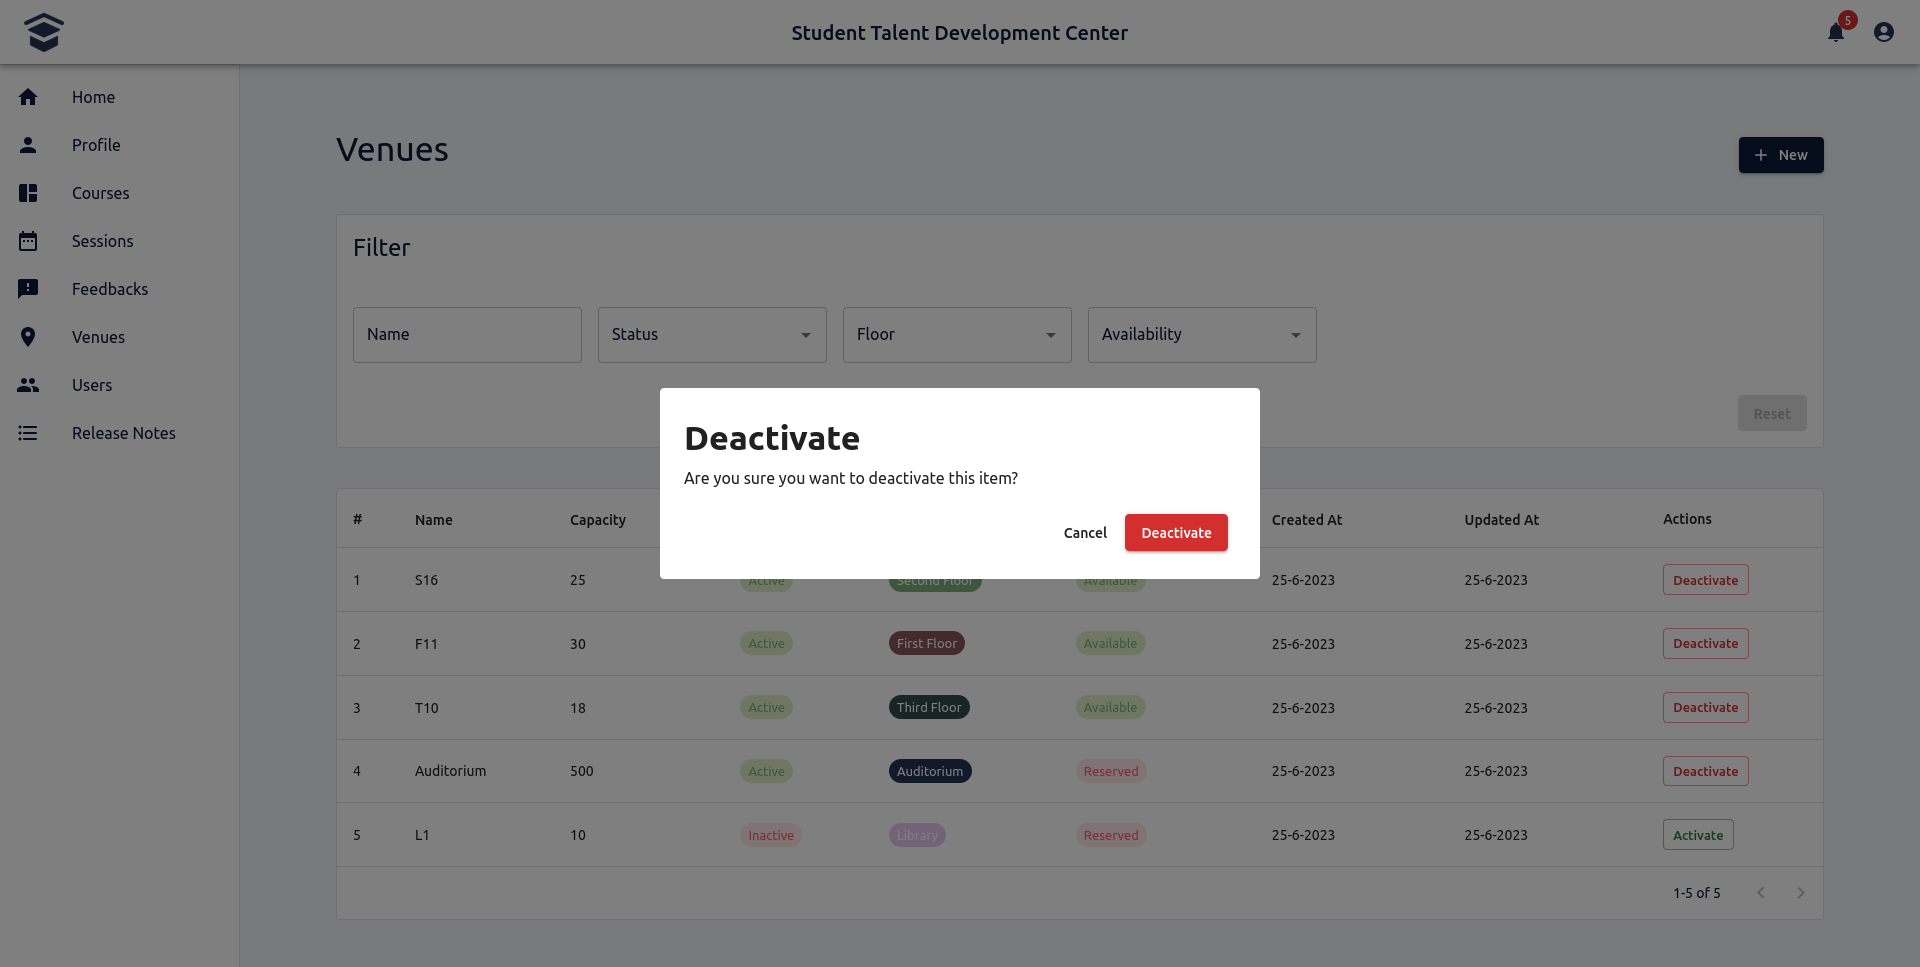 Student Talent Development Center
5
Home
Profile
Courses
Sessions
Feedbacks
Venues
Users
Release Notes
Venues
New
Filter
Name Status Floor Availability
Reset
Deactivate
Are you sure you want to deactivate this item?
Cancel Deactivate
# Name Capacity Created At Updated At Actions
1 S16 25 Active Second Floor Available 25-6-2023 25-6-2023 Deactivate
2 F11 30 Active First Floor Available 25-6-2023 25-6-2023 Deactivate
3 T10 18 Active Third Floor Available 25-6-2023 25-6-2023 Deactivate
4 Auditorium 500 Active Auditorium Reserved 25-6-2023 25-6-2023 Deactivate
5 L1 10 Inactive Library Reserved 25-6-2023 25-6-2023 Activate
1-5 of 5